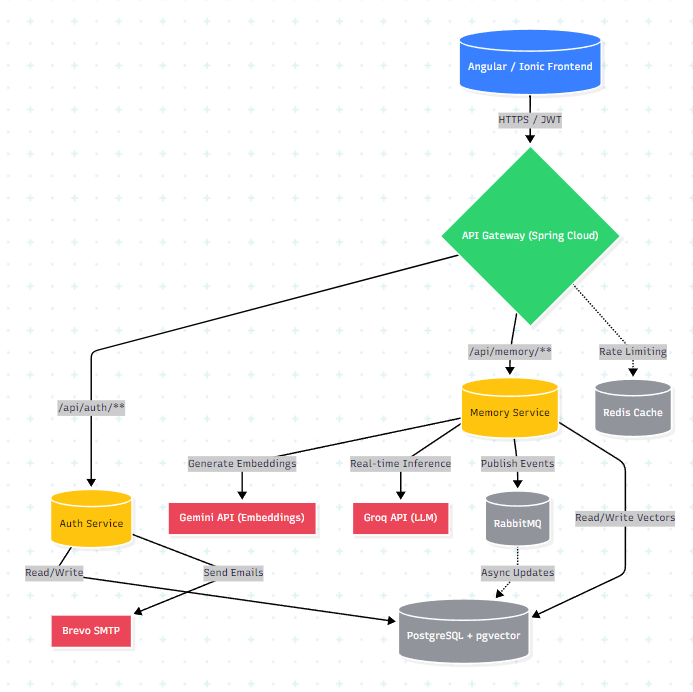 Angular / Ionic Frontend
HTTPS / JWT
API Gateway (Spring Cloud)
/api/memory/**
Rate Limiting
/api/auth/**
Memory Service
Redis Cache
Generate Embeddings
Real-time Inference
Publish Events
Gemini API (Embeddings)
Groq API (LLM)
Read/Write Vectors
Auth Service
RabbitMQ
Read/Write
Send Emails
Async Updates
Brevo SMTP
PostgreSQL + pgvector